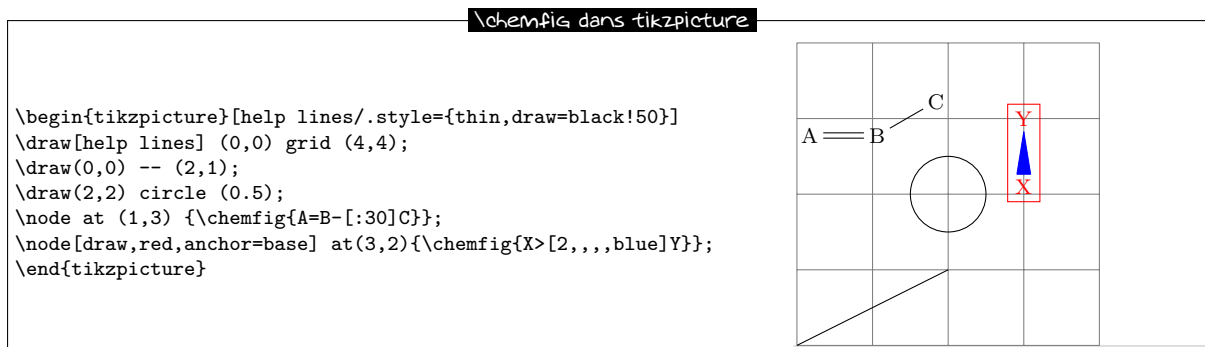 \chemfig dans tikzpicture
\begin{tikzpicture}[help lines/.style={thin,draw=black!50}]
\draw[help lines] (0,0) grid (4,4);
\draw(0,0) -- (2,1);
\draw(2,2) circle (0.5);
\node at (1,3) {\chemfig{A=B-[:30]C}};
\node[draw,red,anchor=base] at(3,2){\chemfig{X>[2,,,,blue]Y}};
\end{tikzpicture}
C
A B
Y
X